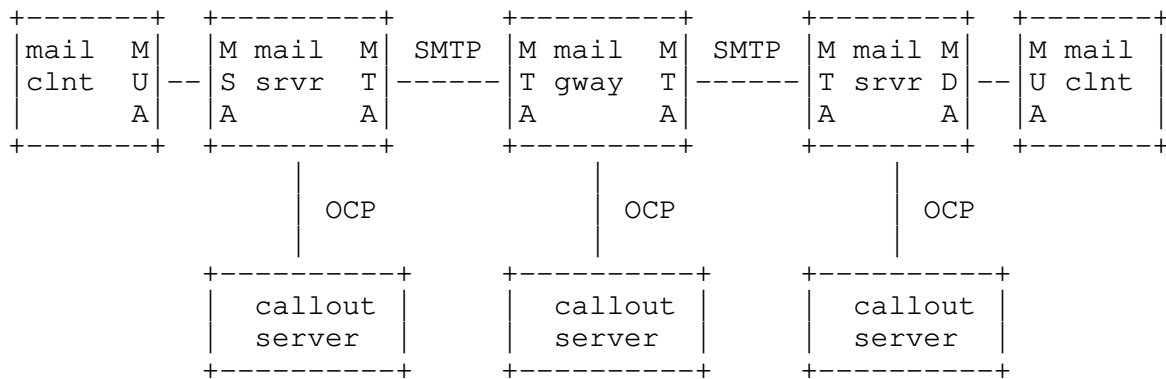 +-------+ +---------+ +---------+ +--------+ +-------+
|mail M| |M mail M| SMTP |M mail M| SMTP |M mail M| |M mail |
|clnt U|--|S srvr T|------|T gway T|------|T srvr D|--|U clnt |
| A| |A A| |A A| |A A| |A |
+-------+ +---------+ +---------+ +--------+ +-------+
| | |
| OCP | OCP | OCP
| | |
+----------+ +----------+ +----------+
| callout | | callout | | callout |
| server | | server | | server |
+----------+ +----------+ +----------+